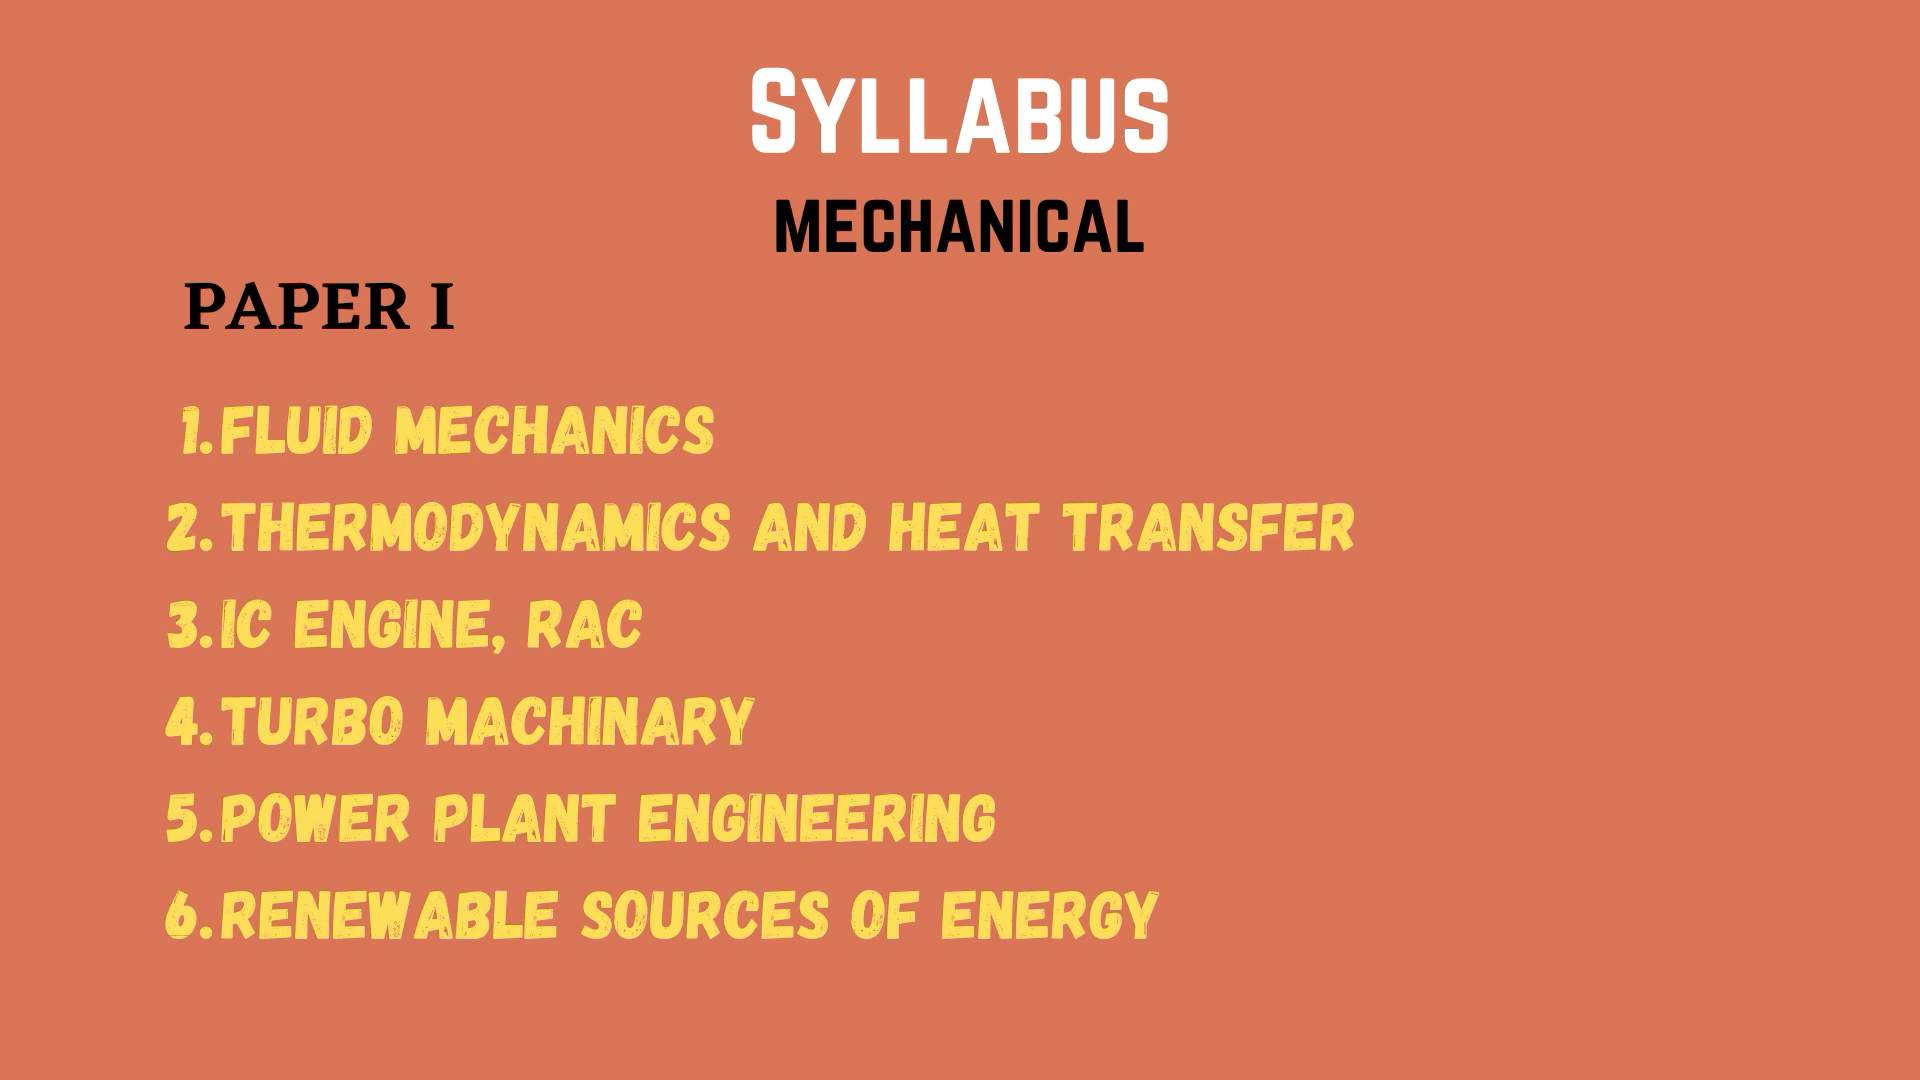 SYLLABUS
MECHANICAL
PAPER I
1. FLUID MECHANICS
2. THERMODYNAMICS AND HEAT TRANSFER
3. IC ENGINE, RAC
4. TURBO MACHINARY
5. POWER PLANT ENGINEERING
6. RENEWABLE SOURCES OF ENERGY